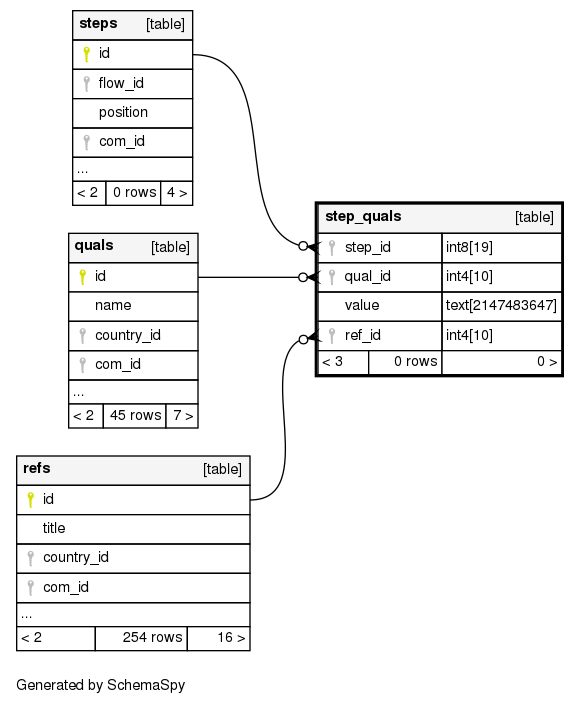 steps [table]
id
flow_id
position
com_id
...
< 2 0 rows 4 >
step_quals [table]
step_id int8[19]
qual_id int4[10]
value text[2147483647]
ref_id int4[10]
< 3 0 rows 0 >
quals [table]
id
name
country_id
com_id
...
< 2 45 rows 7 >
refs [table]
id
title
country_id
com_id
...
< 2 254 rows 16 >
Generated by SchemaSpy